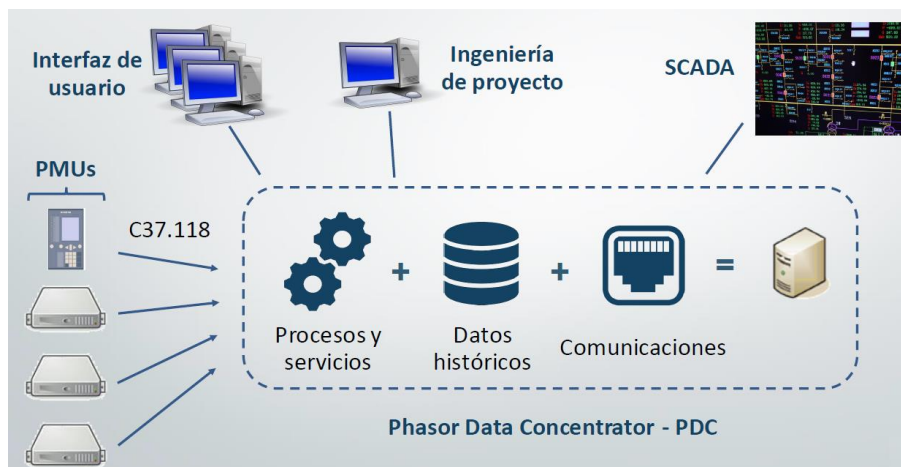 Interfaz de
usuario
Ingeniería
de proyecto
SCADA
PMUs
C37.118
+
+
=
Procesos y
servicios
Datos
históricos
Comunicaciones
Phasor Data Concentrator - PDC